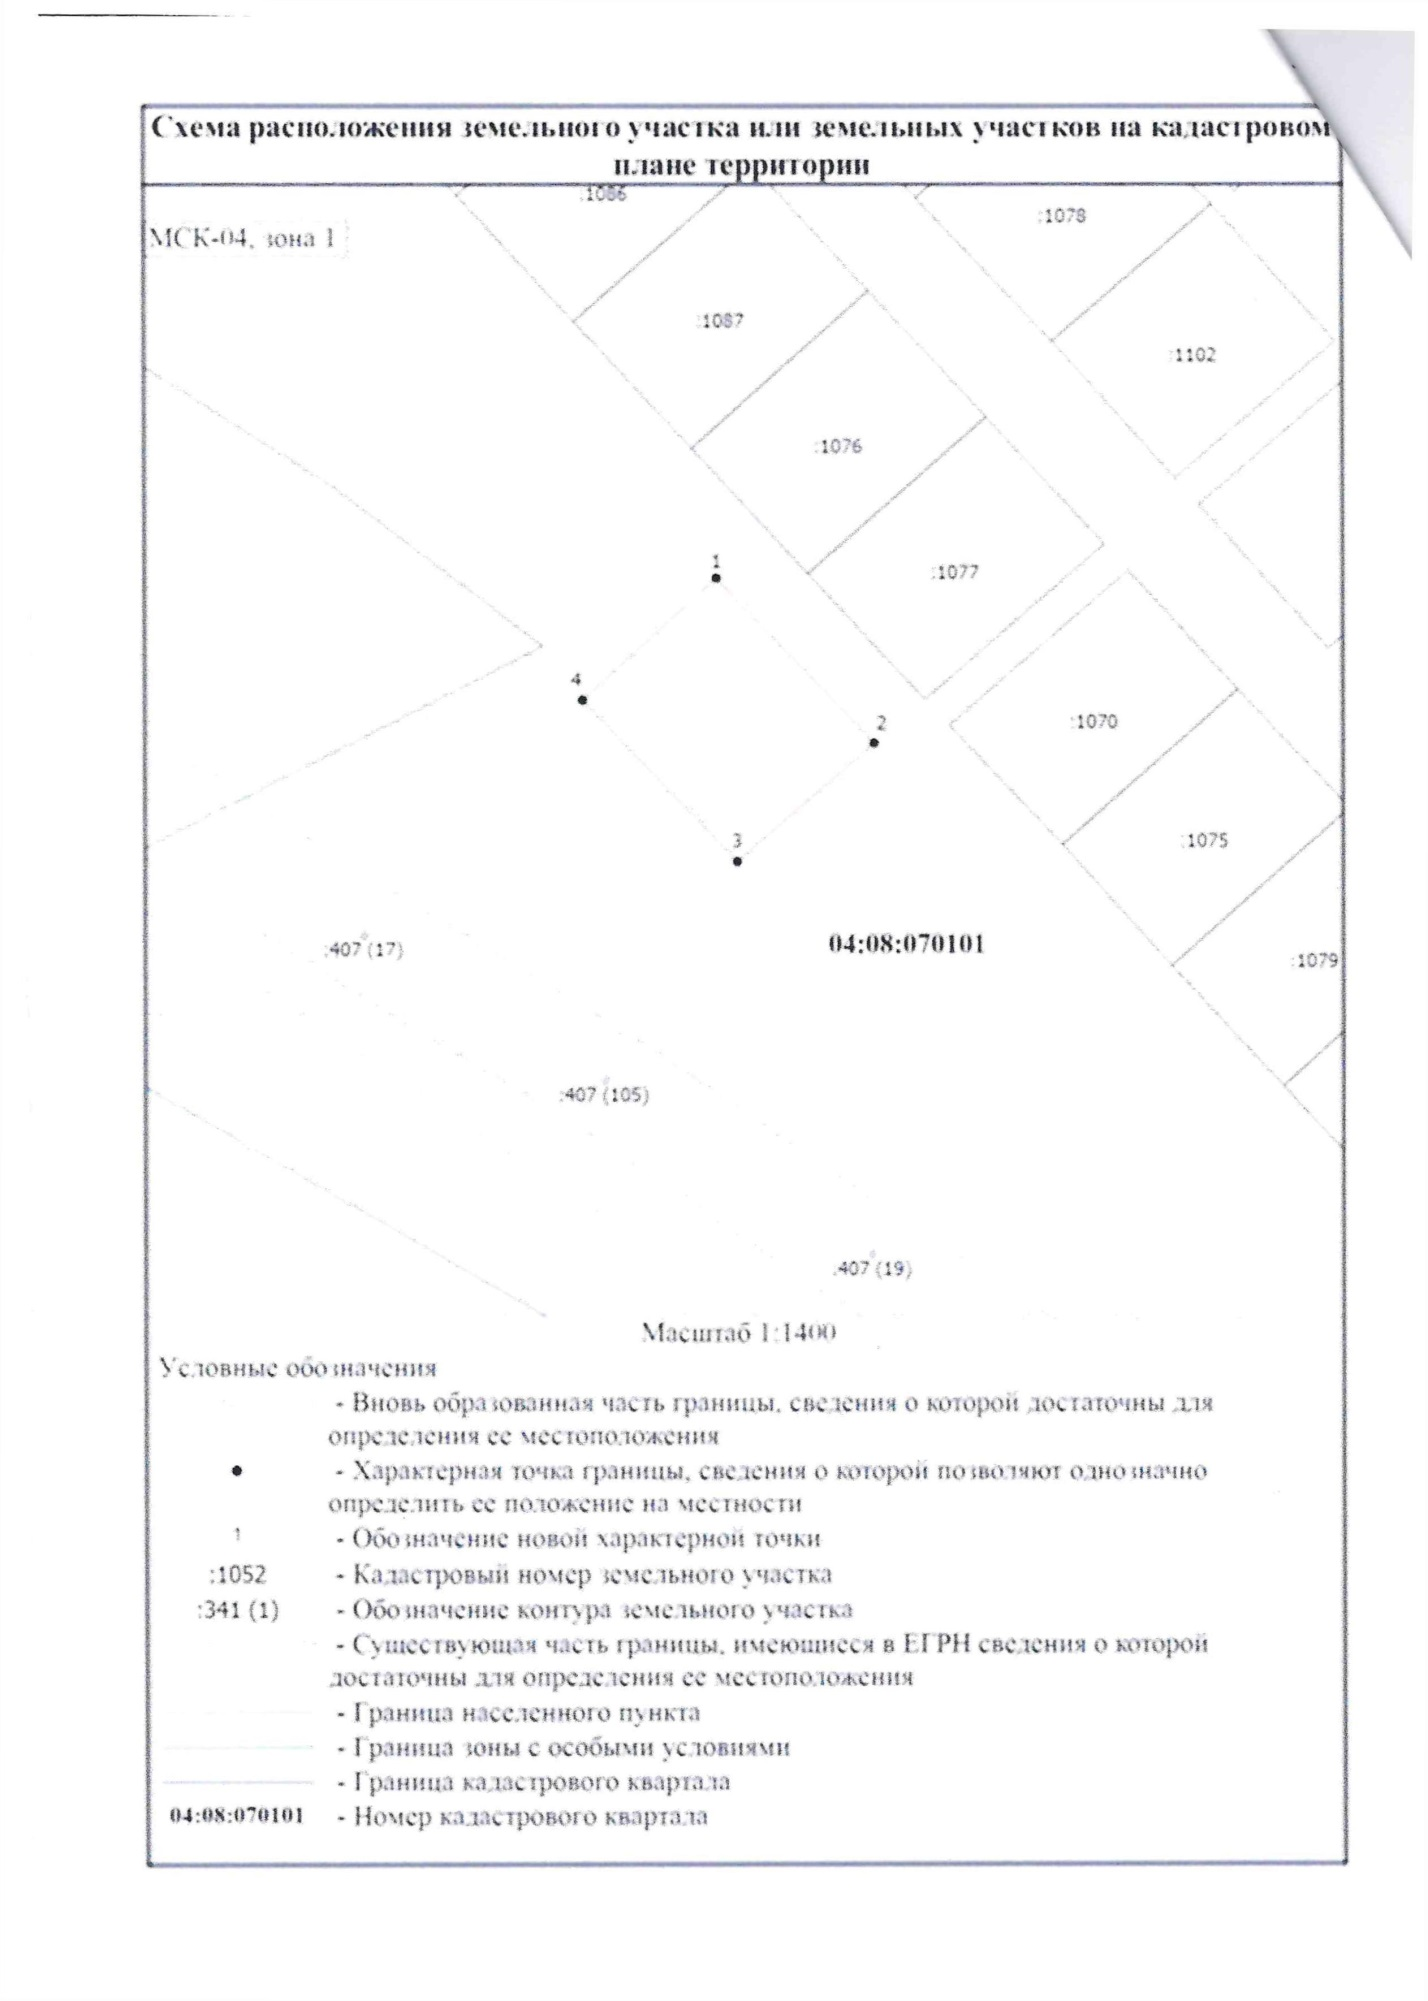 Схема расположения земельного участка или земельных участков на кадастровом
плане территории
:1086
:1078
МСК-04, зона 1
:1087
:1102
:1076
1
:1077
4
2
:1070
3
:1075
04:08:070101
:407 (17)
:1079
:407 (105)
:407 (19)
Масштаб 1:1400
Условные обозначения
- Вновь образованная часть границы, сведения о которой достаточны для
определения ее местоположения
- Характерная точка границы, сведения о которой позволяют однозначно
определить ее положение на местности
1 - Обозначение новой характерной точки
:1052 - Кадастровый номер земельного участка
:341 (1) - Обозначение контура земельного участка
- Существующая часть границы, имеющиеся в ЕГРН сведения о которой
достаточны для определения ее местоположения
- Граница населенного пункта
- Граница зоны с особыми условиями
- Граница кадастрового квартала
04:08:070101 - Номер кадастрового квартала